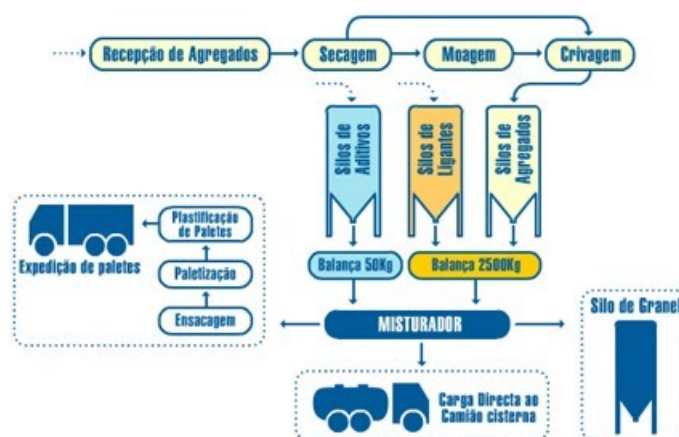 Recepção de Agregados
Secagem
Moagem
Crivagem
Silos de
Aditivos
Silos de
Ligantes
Silos de
Agregados
Plastificação
de Paletes
Expedição de paletes
Paletização
Ensacagem
Balança 50Kg
Balança 2500Kg
MISTURADOR
Silo de Granel
Carga Directa ao
Camião cisterna